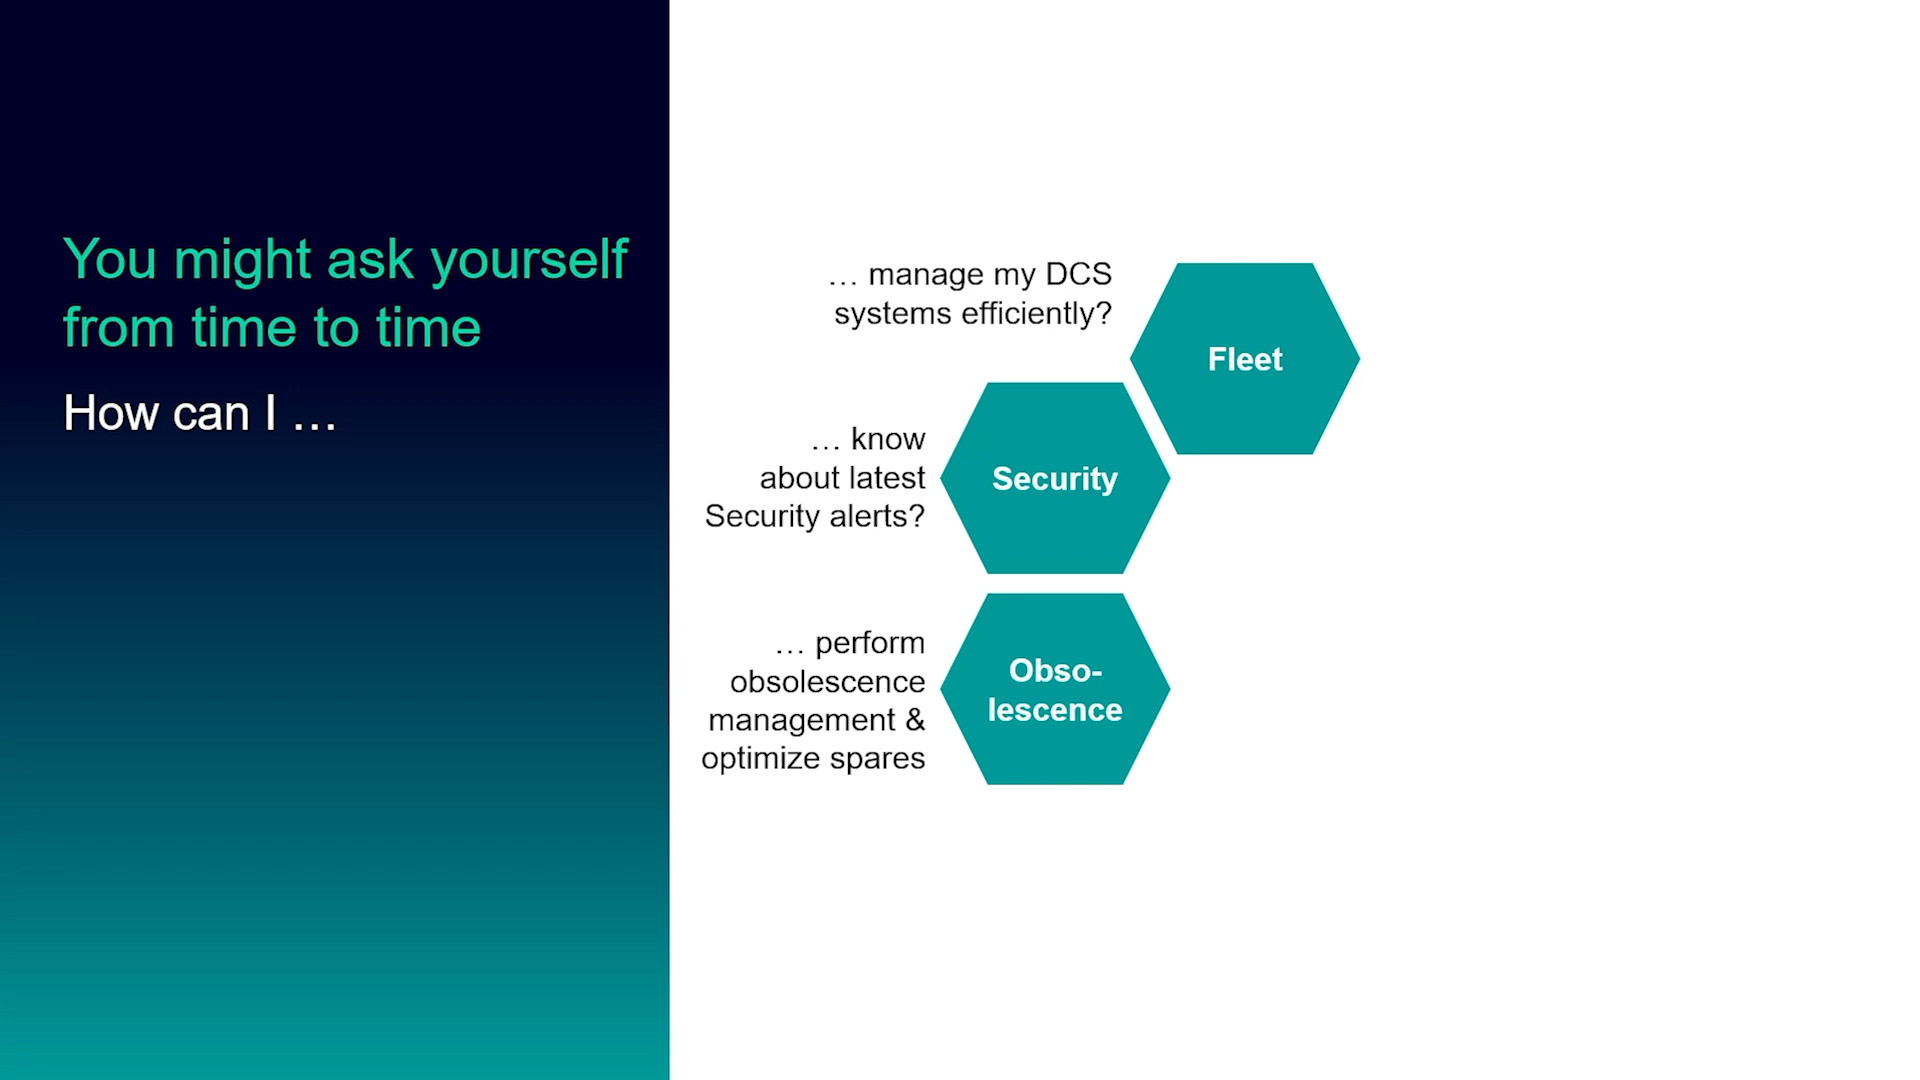 You might ask yourself
from time to time
How can I …
… manage my DCS
systems efficiently?
Fleet
… know
about latest
Security alerts?
Security
… perform
obsolescence
management &
optimize spares
Obso-
lescence